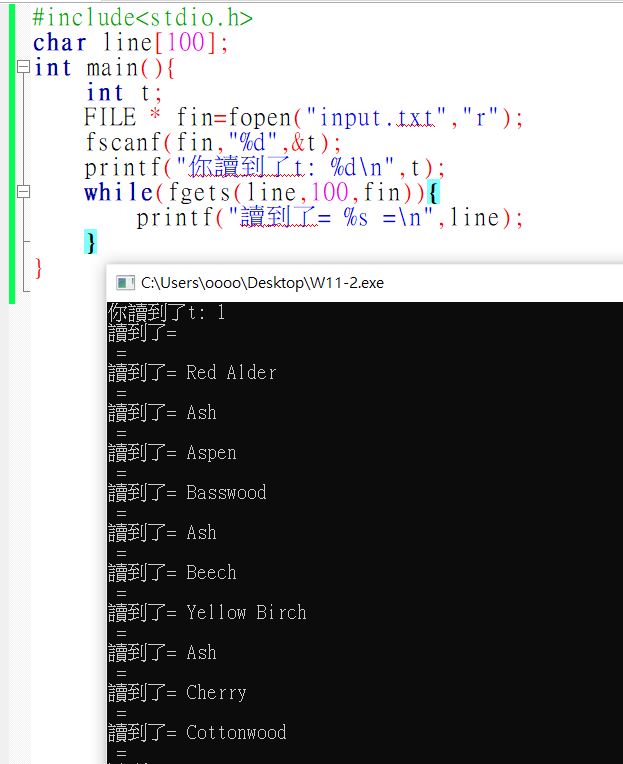 #include<stdio.h>
char line[100];
int main(){
    int t;
    FILE * fin=fopen("input.txt","r");
    fscanf(fin,"%d",&t);
    printf("你讀到了t: %d\n",t);
    while(fgets(line,100,fin)){
        printf("讀到了= %s =\n",line);
    }
}
C:\Users\oooo\Desktop\W11-2.exe
你讀到了t: 1
讀到了=
 =
讀到了= Red Alder
 =
讀到了= Ash
 =
讀到了= Aspen
 =
讀到了= Basswood
 =
讀到了= Ash
 =
讀到了= Beech
 =
讀到了= Yellow Birch
 =
讀到了= Ash
 =
讀到了= Cherry
 =
讀到了= Cottonwood
 =